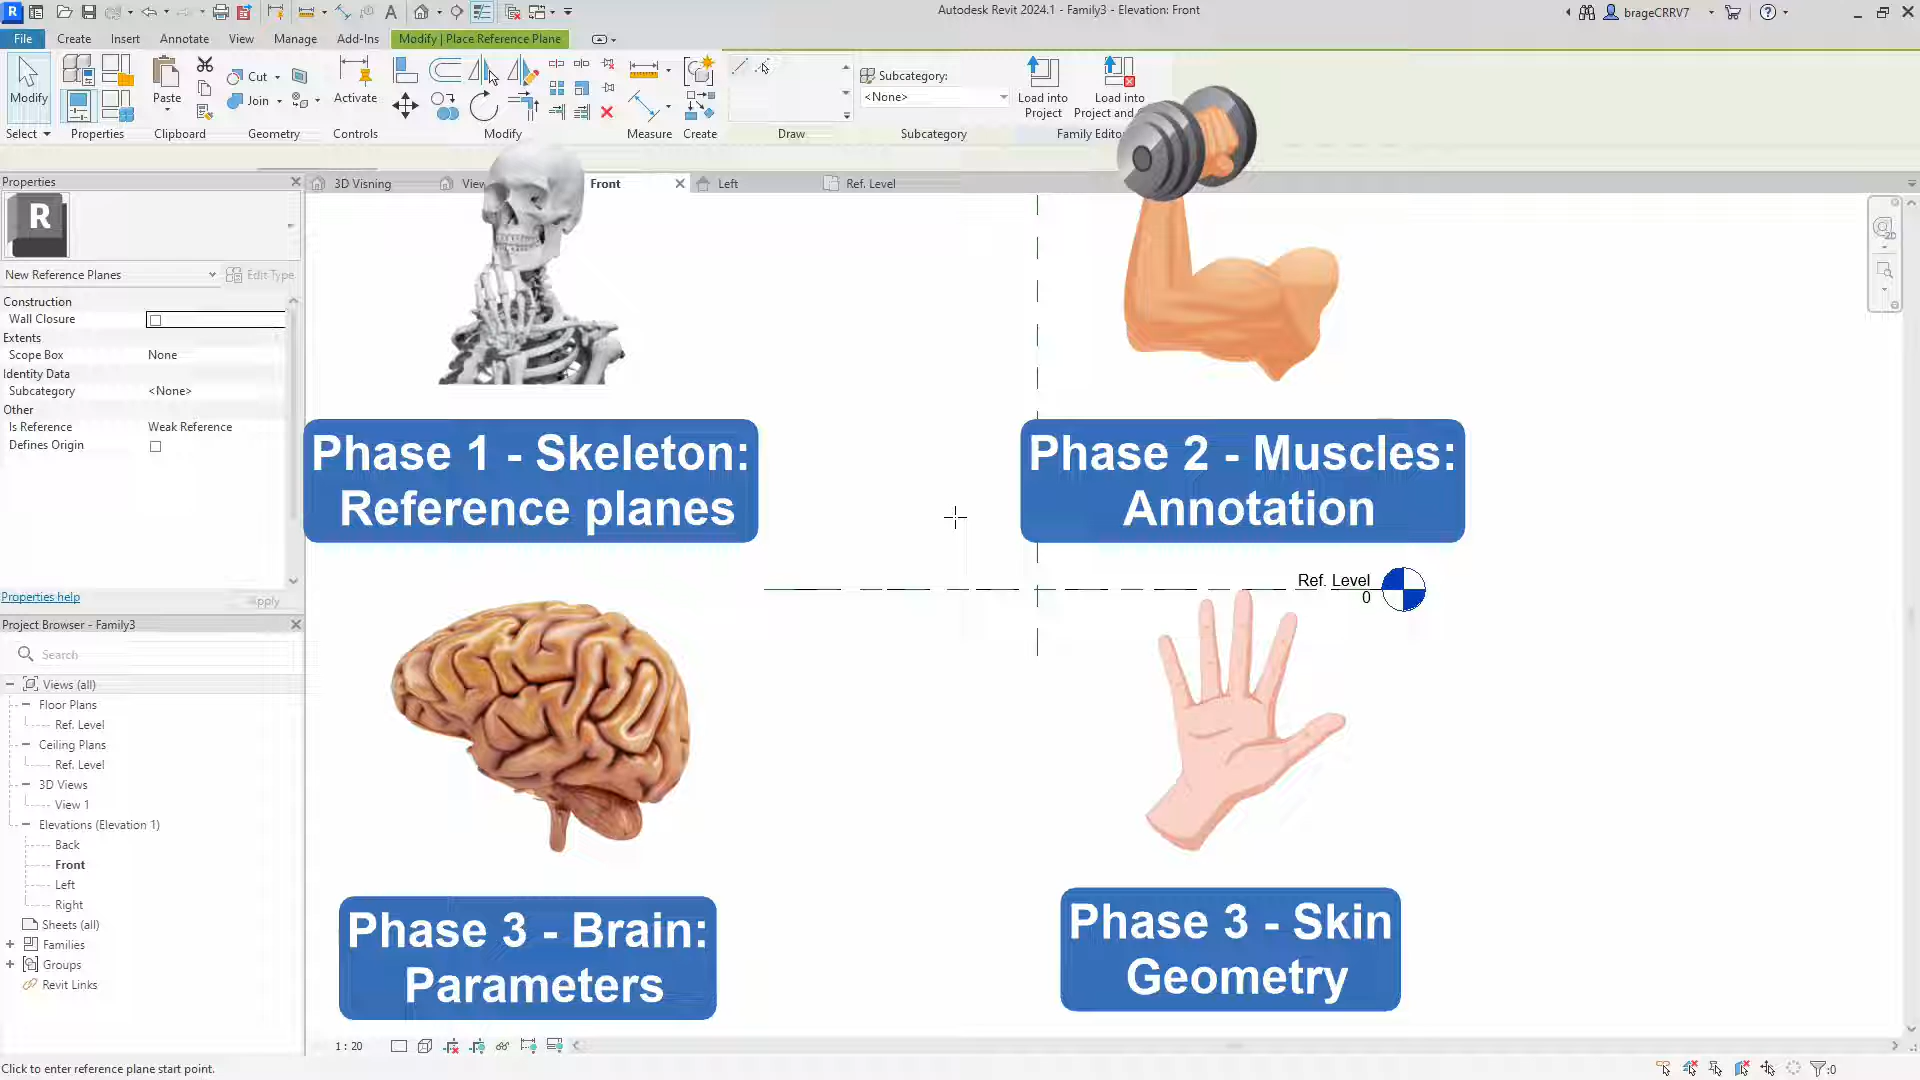 Autodesk Revit 2024.1 - Family3 - Elevation: Front
brageCRRV7
File Create Insert Annotate View Manage Add-Ins Modify | Place Reference Plane
Modify
Select
Properties
Paste
Clipboard
Cut
Join
Geometry
Activate
Controls
Modify
Measure
Create
Draw
Subcategory:
<None>
Subcategory
Load into
Project
Load into
Project and
Family Editor
Properties
3D Visning
View
Front
Left
Ref. Level
R
New Reference Planes
Edit Type
Construction
Wall Closure
Extents
Scope Box None
Identity Data
Subcategory <None>
Other
Is Reference Weak Reference
Defines Origin
Properties help
Apply
Project Browser - Family3
Search
Views (all)
Floor Plans
Ref. Level
Ceiling Plans
Ref. Level
3D Views
View 1
Elevations (Elevation 1)
Back
Front
Left
Right
Sheets (all)
Families
Groups
Revit Links
Phase 1 - Skeleton:
Reference planes
Phase 2 - Muscles:
Annotation
Ref. Level
0
Phase 3 - Brain:
Parameters
Phase 3 - Skin
Geometry
1 : 20
Click to enter reference plane start point.
:0